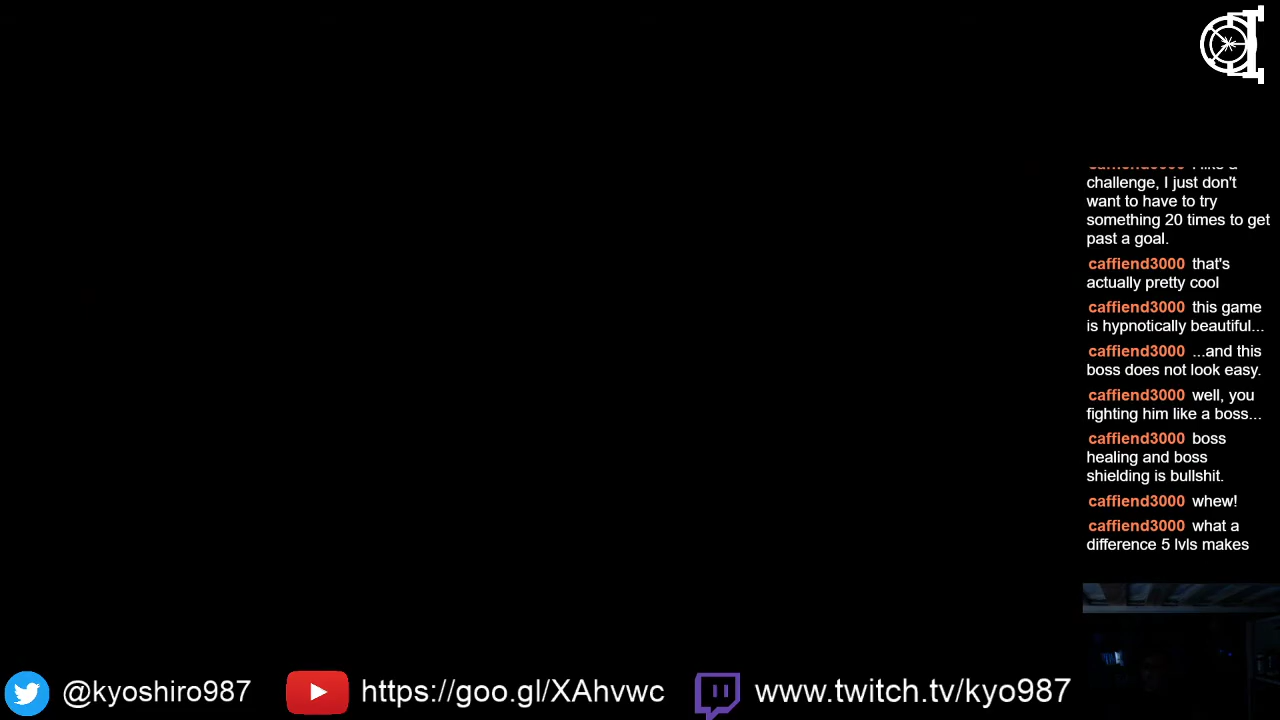 challenge, I just don't
want to have to try
something 20 times to get
past a goal.
caffiend3000 that's
actually pretty cool
caffiend3000 this game
is hypnotically beautiful...
caffiend3000 ...and this
boss does not look easy.
caffiend3000 well, you
fighting him like a boss...
caffiend3000 boss
healing and boss
shielding is bullshit.
caffiend3000 whew!
caffiend3000 what a
difference 5 lvls makes
@kyoshiro987 https://goo.gl/XAhvwc www.twitch.tv/kyo987